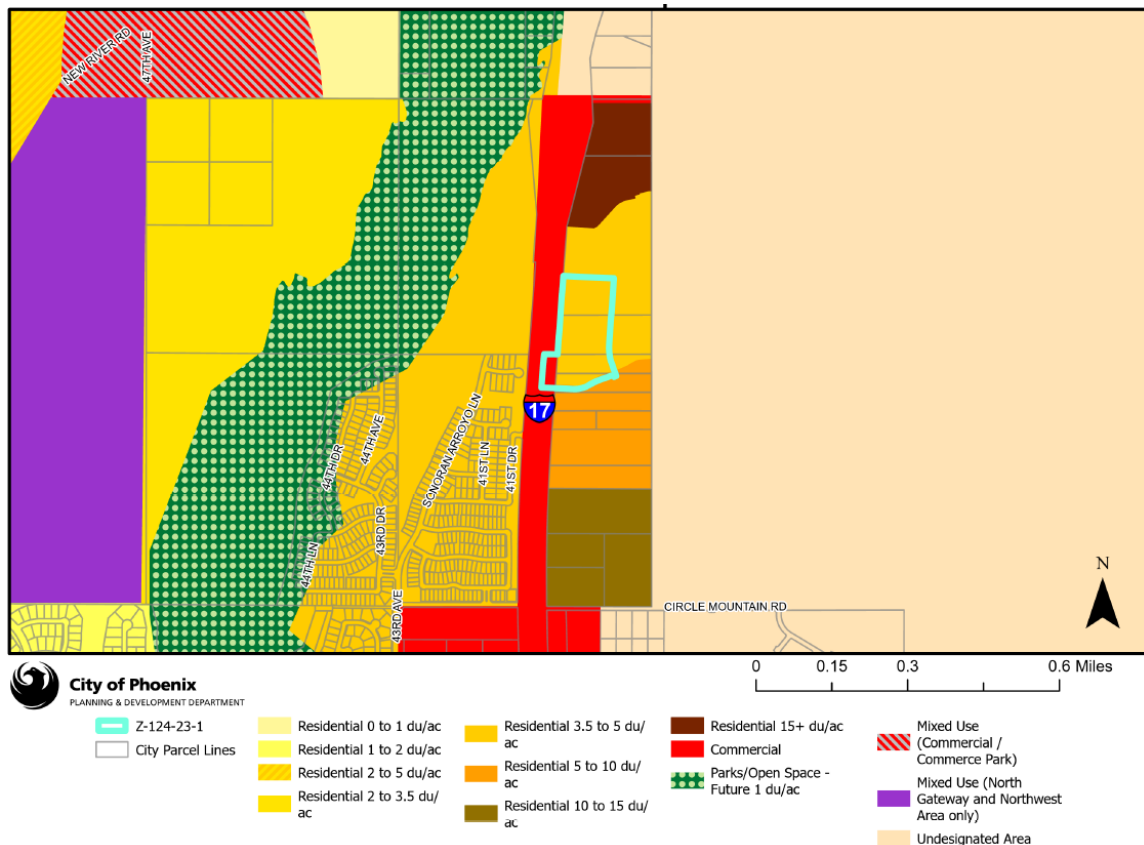 NEW RIVER RD
47TH AVE
17
SONORAN ARROYO LN
44TH AVE
44TH DR
41ST LN
41ST DR
43RD DR
44TH LN
43RD AVE
CIRCLE MOUNTAIN RD
N
City of Phoenix
PLANNING & DEVELOPMENT DEPARTMENT
0 0.15 0.3 0.6 Miles
Z-124-23-1
City Parcel Lines
Residential 0 to 1 du/ac
Residential 1 to 2 du/ac
Residential 2 to 5 du/ac
Residential 2 to 3.5 du/
ac
Residential 3.5 to 5 du/
ac
Residential 5 to 10 du/
ac
Residential 10 to 15 du/
ac
Residential 15+ du/ac
Commercial
Parks/Open Space -
Future 1 du/ac
Mixed Use
(Commercial /
Commerce Park)
Mixed Use (North
Gateway and Northwest
Area only)
Undesignated Area